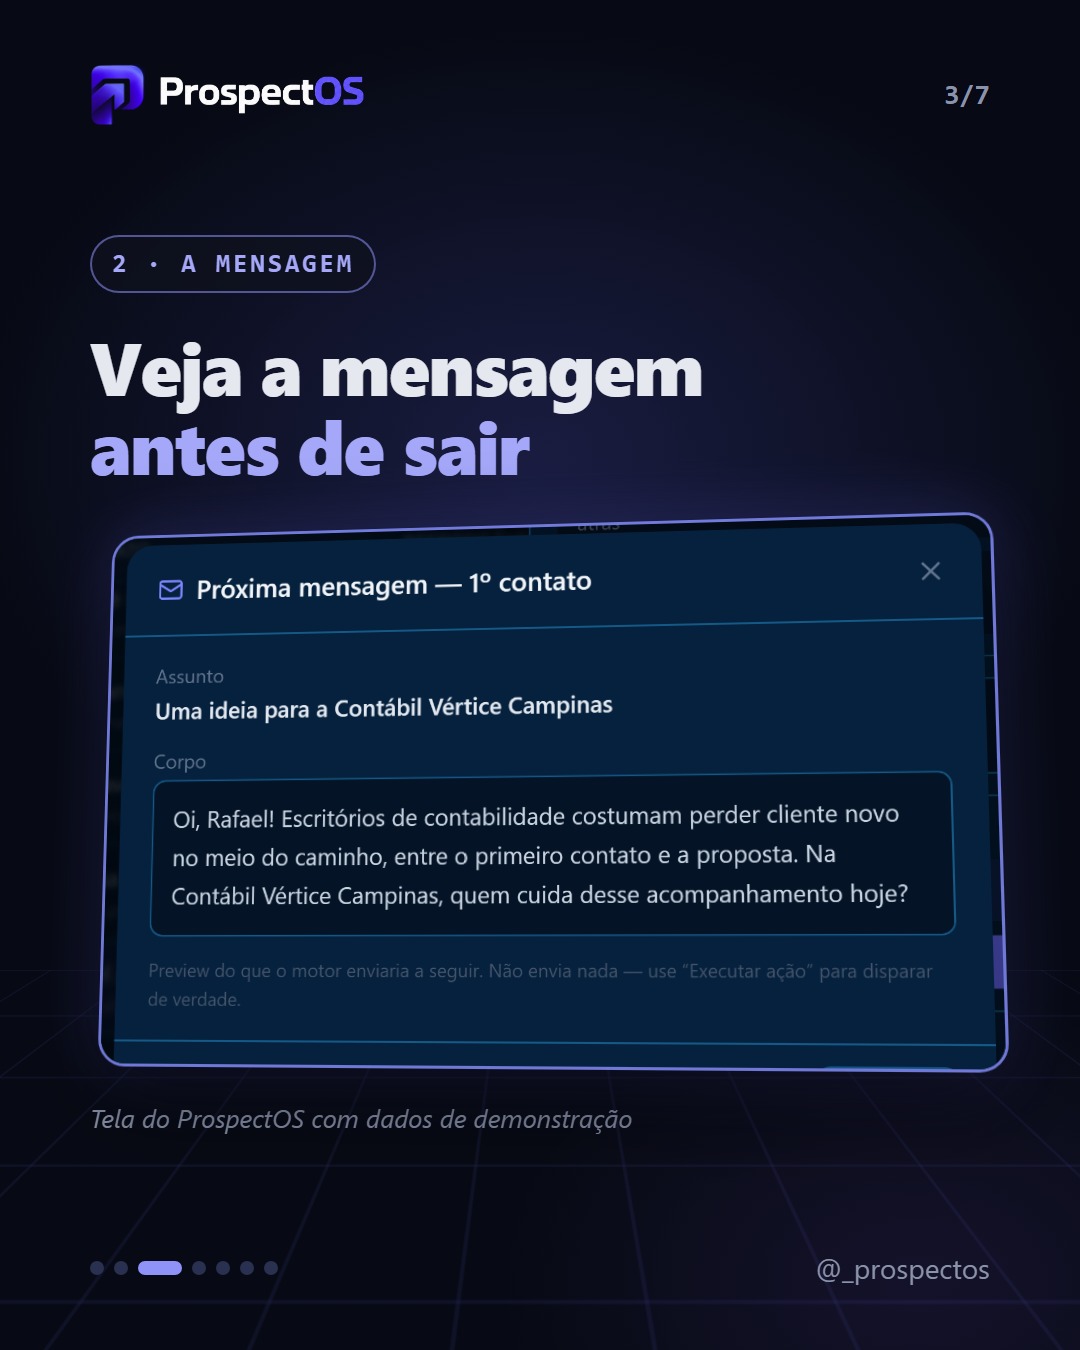 ProspectOS
3/7
2 · A MENSAGEM
Veja a mensagem
antes de sair
atrás
Próxima mensagem — 1º contato
Assunto
Uma ideia para a Contábil Vértice Campinas
Corpo
Oi, Rafael! Escritórios de contabilidade costumam perder cliente novo
no meio do caminho, entre o primeiro contato e a proposta. Na
Contábil Vértice Campinas, quem cuida desse acompanhamento hoje?
Preview do que o motor enviaria a seguir. Não envia nada — use “Executar ação” para disparar
de verdade.
Tela do ProspectOS com dados de demonstração
@_prospectos